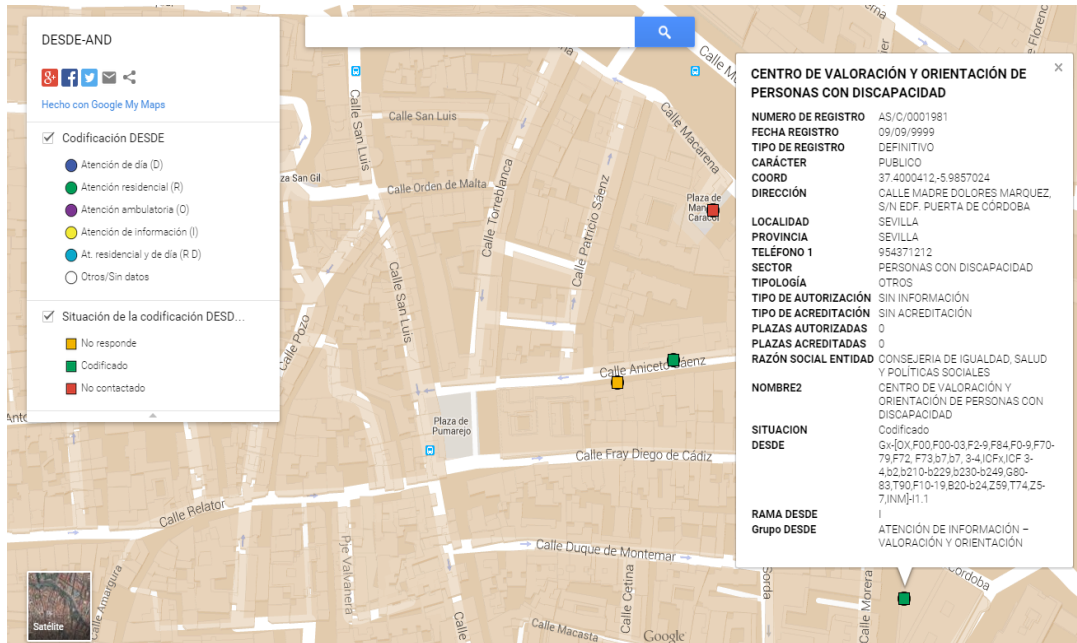 DESDE-AND
Hecho con Google My Maps
Codificación DESDE
Atención de día (D)
Atención residencial (R)
Atención ambulatoria (O)
Atención de información (I)
At. residencial y de día (R D)
Otros/Sin datos
Situación de la codificación DESD...
No responde
Codificado
No contactado
Satélite
CENTRO DE VALORACIÓN Y ORIENTACIÓN DE
PERSONAS CON DISCAPACIDAD
NUMERO DE REGISTRO AS/C/0001981
FECHA REGISTRO 09/09/9999
TIPO DE REGISTRO DEFINITIVO
CARÁCTER PUBLICO
COORD 37.4000412,-5.9857024
DIRECCIÓN CALLE MADRE DOLORES MARQUEZ,
S/N EDF. PUERTA DE CÓRDOBA
LOCALIDAD SEVILLA
PROVINCIA SEVILLA
TELÉFONO 1 954371212
SECTOR PERSONAS CON DISCAPACIDAD
TIPOLOGÍA OTROS
TIPO DE AUTORIZACIÓN SIN INFORMACIÓN
TIPO DE ACREDITACIÓN SIN ACREDITACIÓN
PLAZAS AUTORIZADAS 0
PLAZAS ACREDITADAS 0
RAZÓN SOCIAL ENTIDAD CONSEJERIA DE IGUALDAD, SALUD
Y POLÍTICAS SOCIALES
NOMBRE2 CENTRO DE VALORACIÓN Y
ORIENTACIÓN DE PERSONAS CON
DISCAPACIDAD
SITUACION Codificado
DESDE Gx-[OX,F00,F00-03,F2-9,F84,F0-9,F70-
79,F72, F73,b7,b7, 3-4,ICFx,ICF 3-
4,b2,b210-b229,b230-b249,G80-
83,T90,F10-19,B20-b24,Z59,T74,Z5-
7,INM]-I1.1
RAMA DESDE I
Grupo DESDE ATENCIÓN DE INFORMACIÓN –
VALORACIÓN Y ORIENTACIÓN
Calle San Luis
Calle San Luis
Calle Macarena
za San Gil
Calle Orden de Malta
Calle Torreblanca
Calle Patricio Sáenz
Plaza de
Calle San Luis
Calle Pozo
Calle Aniceto Sáenz
Plaza de
Pumarejo
Calle Fray Diego de Cádiz
Calle Relator
Pje Valvanera
Calle Duque de Montemar
Calle Amargura
Calle Cetina
Calle Macasta
Calle
Sorda
Calle Morera
Córdoba
Google